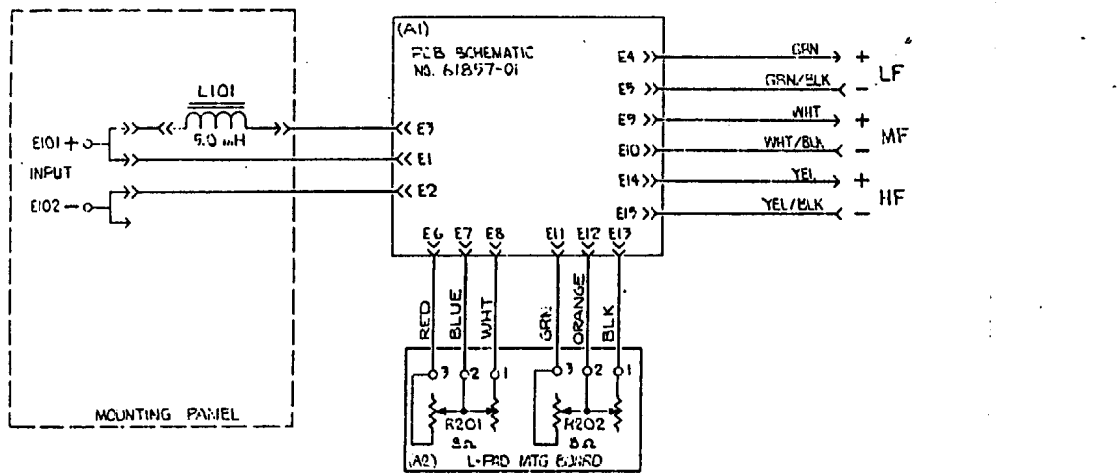 (A1)
PCB SCHEMATIC
NO. 61857-01
L101
5.0 mH
E101 +
INPUT
E102 -
E3
E1
E2
E4
E5
E9
E10
E14
E15
GRN
GRN/BLK
WHT
WHT/BLK
YEL
YEL/BLK
+
LF
-
+
MF
-
+
HF
-
E6 E7 E8 E11 E12 E13
RED
BLUE
WHT
GRN
ORANGE
BLK
3 2 1 3 2 1
R201
8Ω
R202
8Ω
(A2) L-PAD MTG BOARD
MOUNTING PANEL